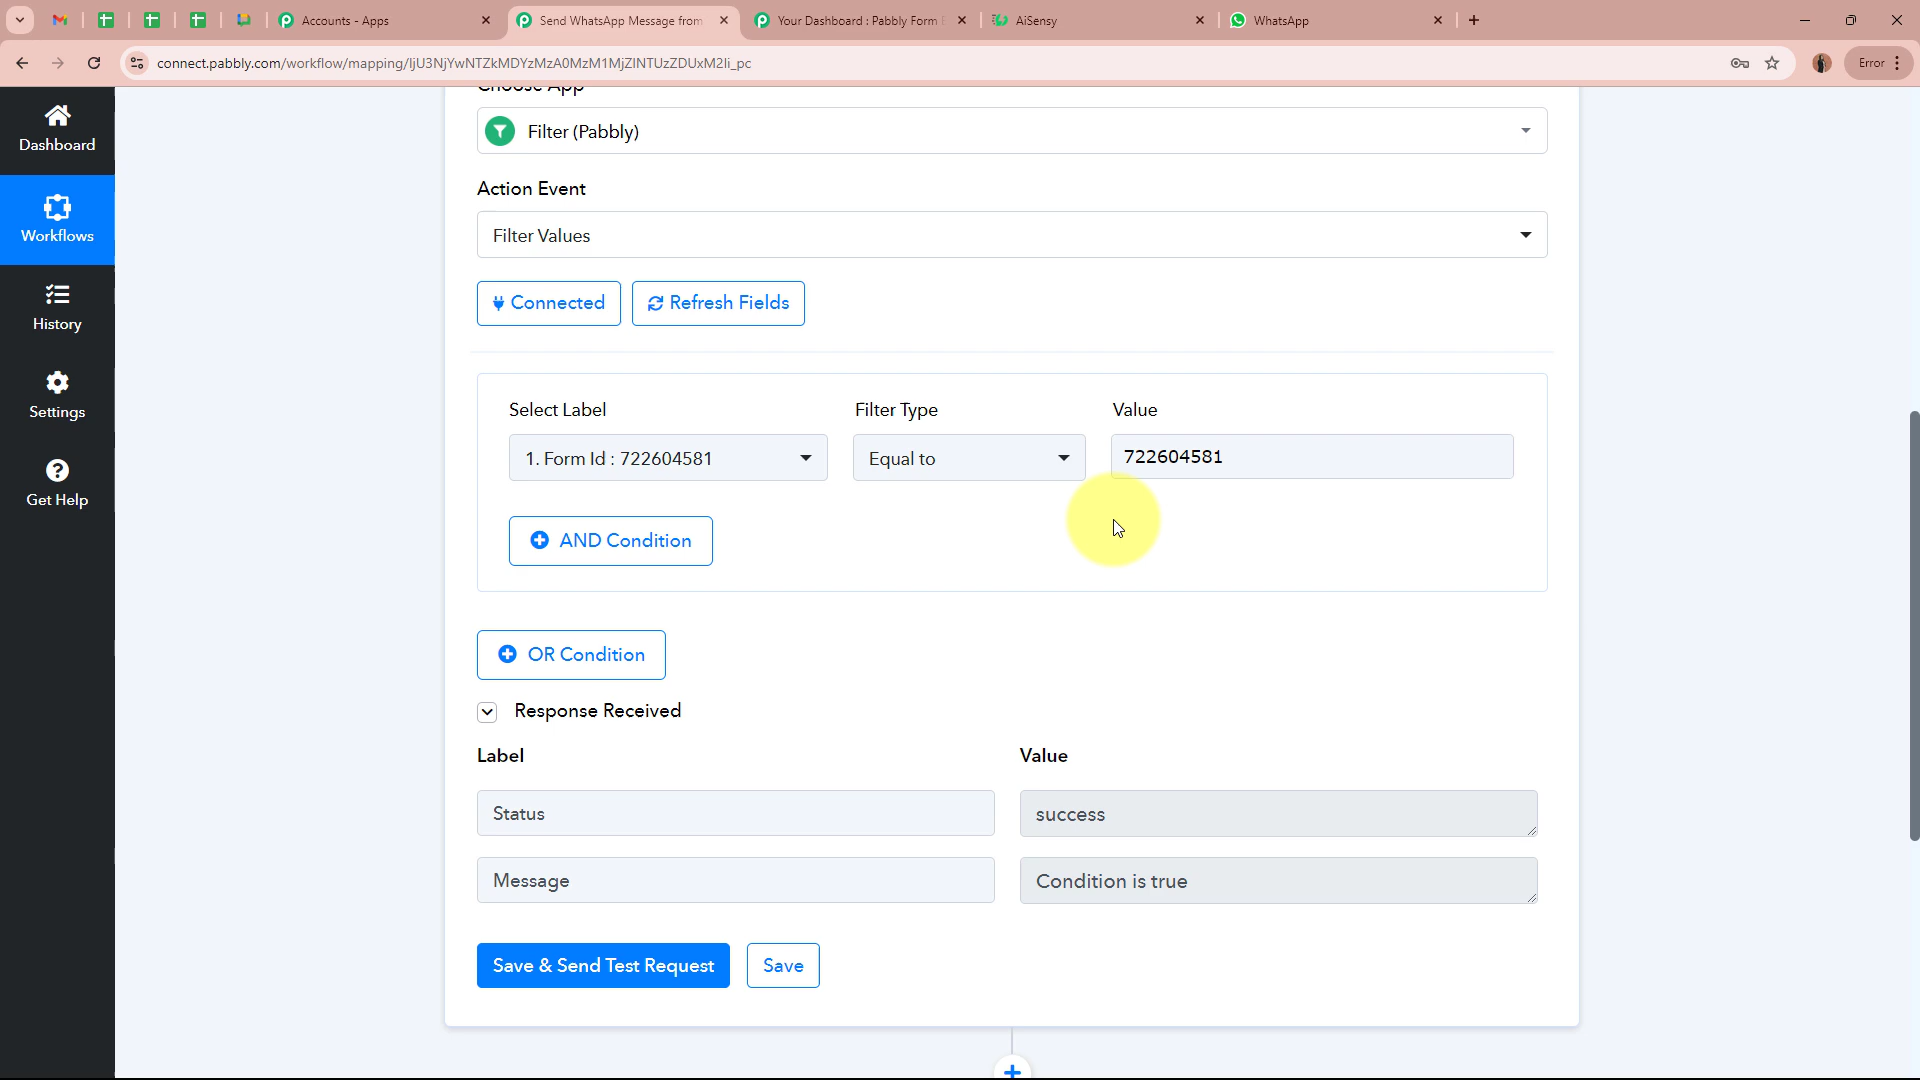 Accounts - Apps
Send WhatsApp Message from
Your Dashboard : Pabbly Form
AiSensy
WhatsApp
connect.pabbly.com/workflow/mapping/IjU3NjYwNTZkMDYzMzA0MzM1MjZlNTUzZDUxM2Ii_pc
Error
Choose App
Dashboard
Filter (Pabbly)
Action Event
Workflows
Filter Values
History
Connected
Refresh Fields
Settings
Select Label
Filter Type
Value
1. Form Id : 722604581
Equal to
722604581
Get Help
AND Condition
OR Condition
Response Received
Label
Value
Status
success
Message
Condition is true
Save & Send Test Request
Save